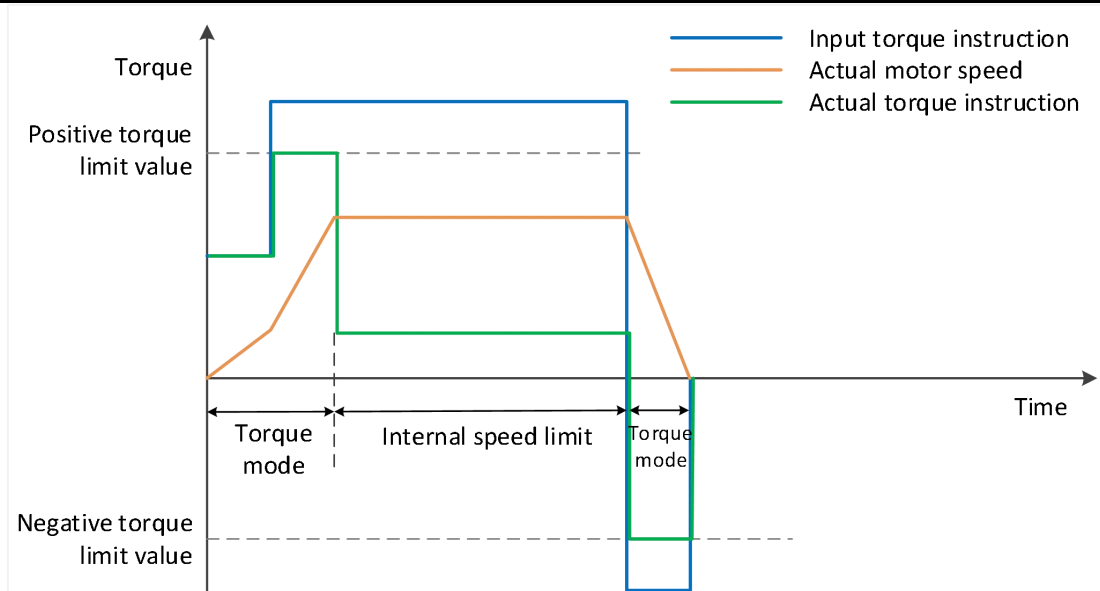 Torque
Positive torque
limit value
Input torque instruction
Actual motor speed
Actual torque instruction
Time
Torque
mode
Internal speed limit
Torque
mode
Negative torque
limit value